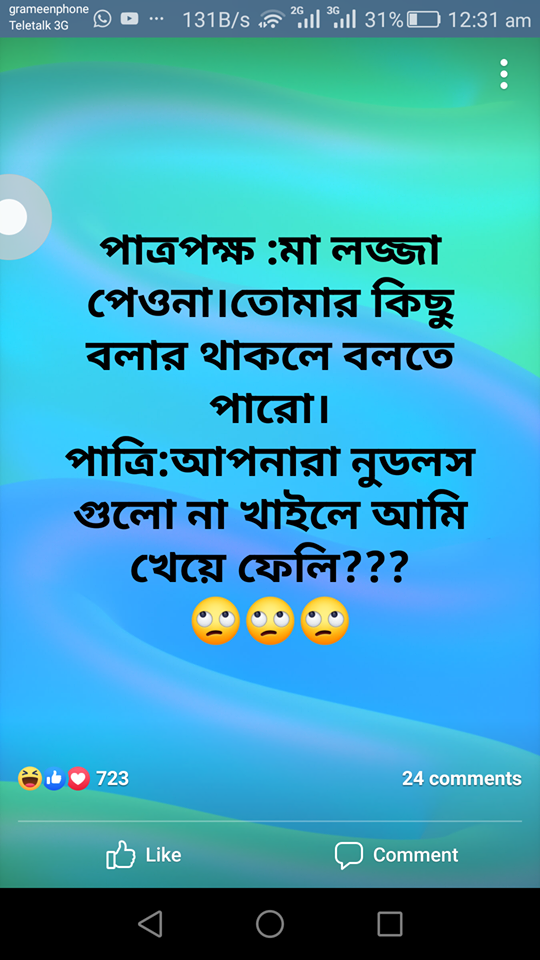 grameenphone
Teletalk 3G
131B/s 2G 3G 31% 12:31 am
পাত্রপক্ষ :মা লজ্জা
পেওনা।তোমার কিছু
বলার থাকলে বলতে
পারো।
পাত্রি:আপনারা নুডলস
গুলো না খাইলে আমি
খেয়ে ফেলি???
🙄🙄🙄
723 24 comments
Like Comment